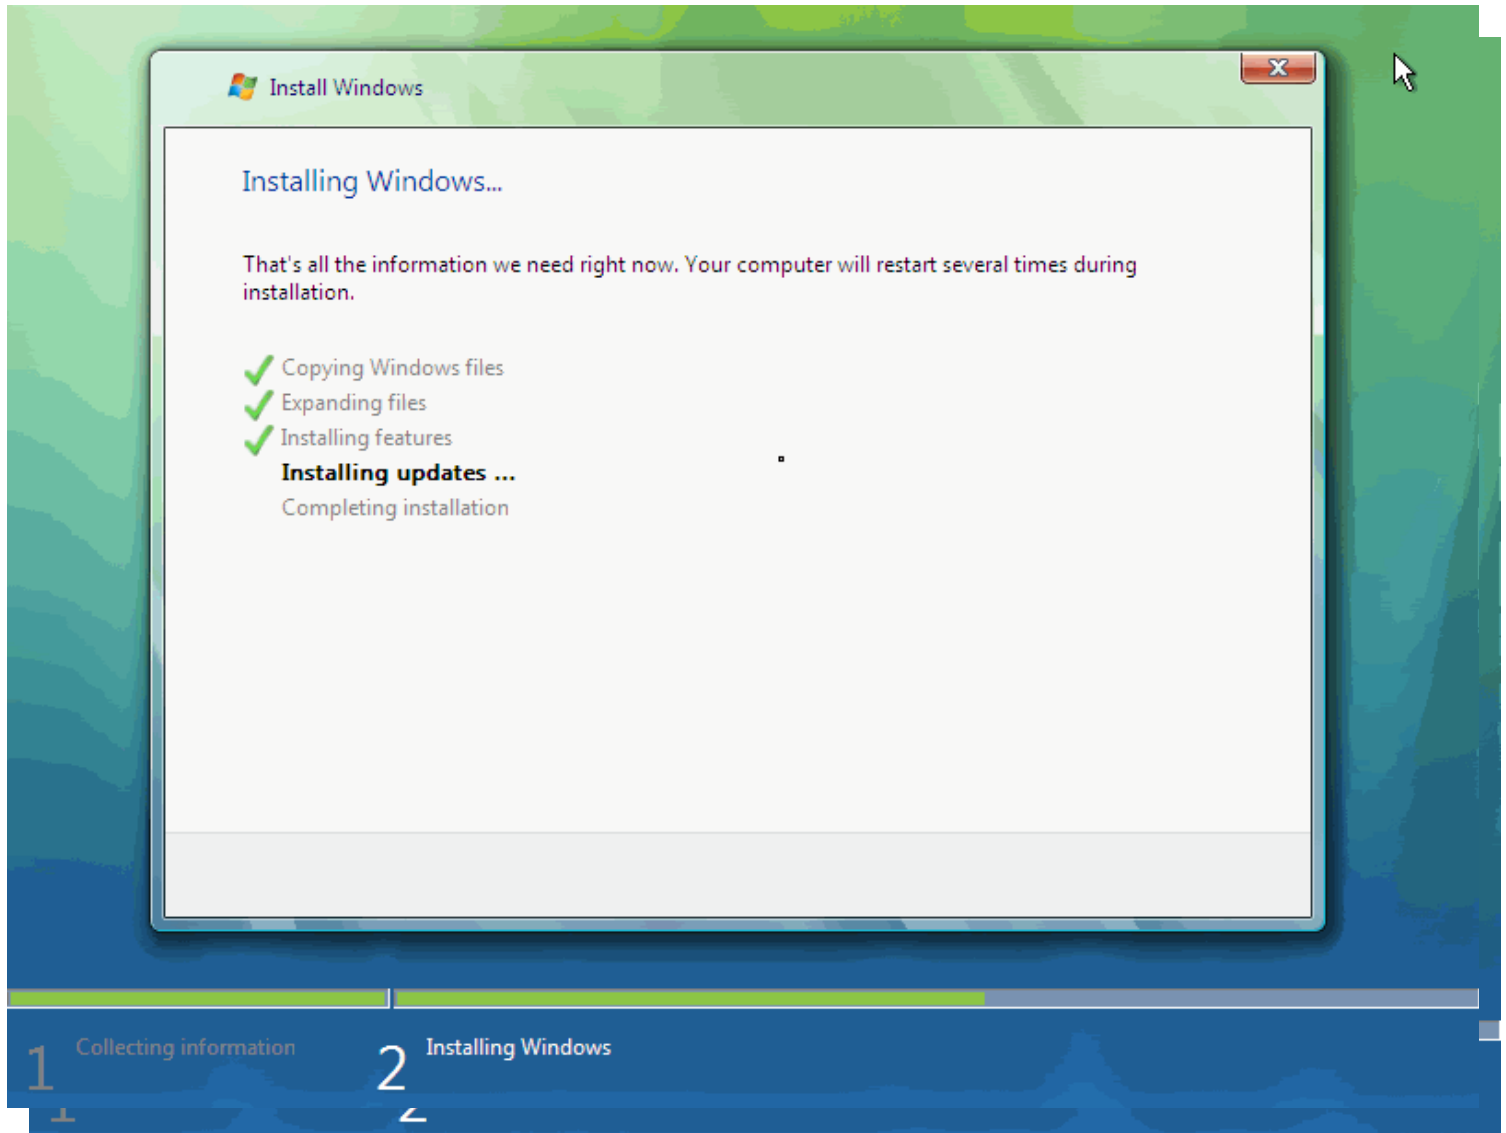 Install Windows
Installing Windows...
That's all the information we need right now. Your computer will restart several times during
installation.
Copying Windows files
Expanding files
Installing features
Installing updates ...
Completing installation
1 Collecting information
2 Installing Windows